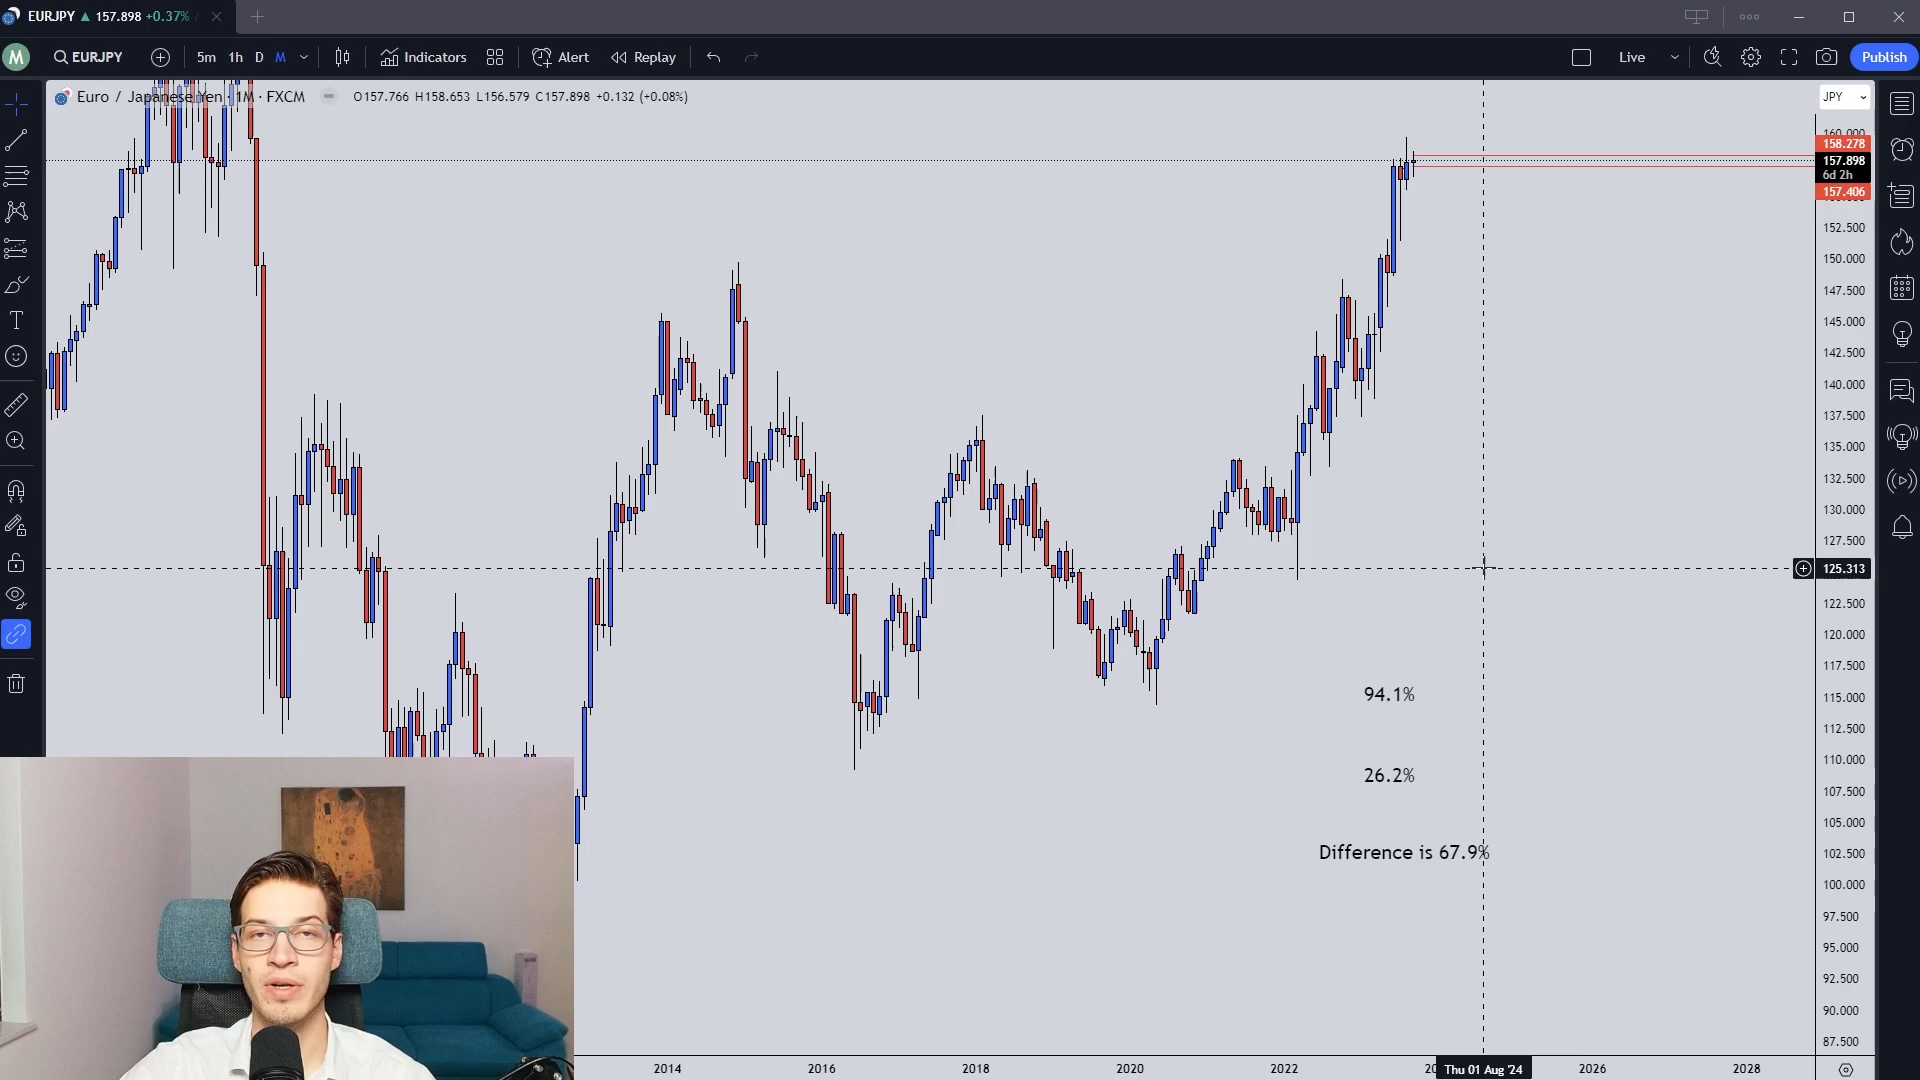 EURJPY ▲ 157.898 +0.37% /
M
EURJPY
5m 1h D M
Indicators
Alert
Replay
Live
Publish
Euro / Japanese Yen · 1M · FXCM
O157.766 H158.653 L156.579 C157.898 +0.132 (+0.08%)
JPY
160.000
158.278
157.898
6d 2h
157.406
152.500
150.000
147.500
145.000
142.500
140.000
137.500
135.000
132.500
130.000
127.500
125.313
122.500
120.000
117.500
115.000
112.500
110.000
107.500
105.000
102.500
100.000
97.500
95.000
92.500
90.000
87.500
94.1%
26.2%
Difference is 67.9%
2014
2016
2018
2020
2022
Thu 01 Aug '24
2026
2028